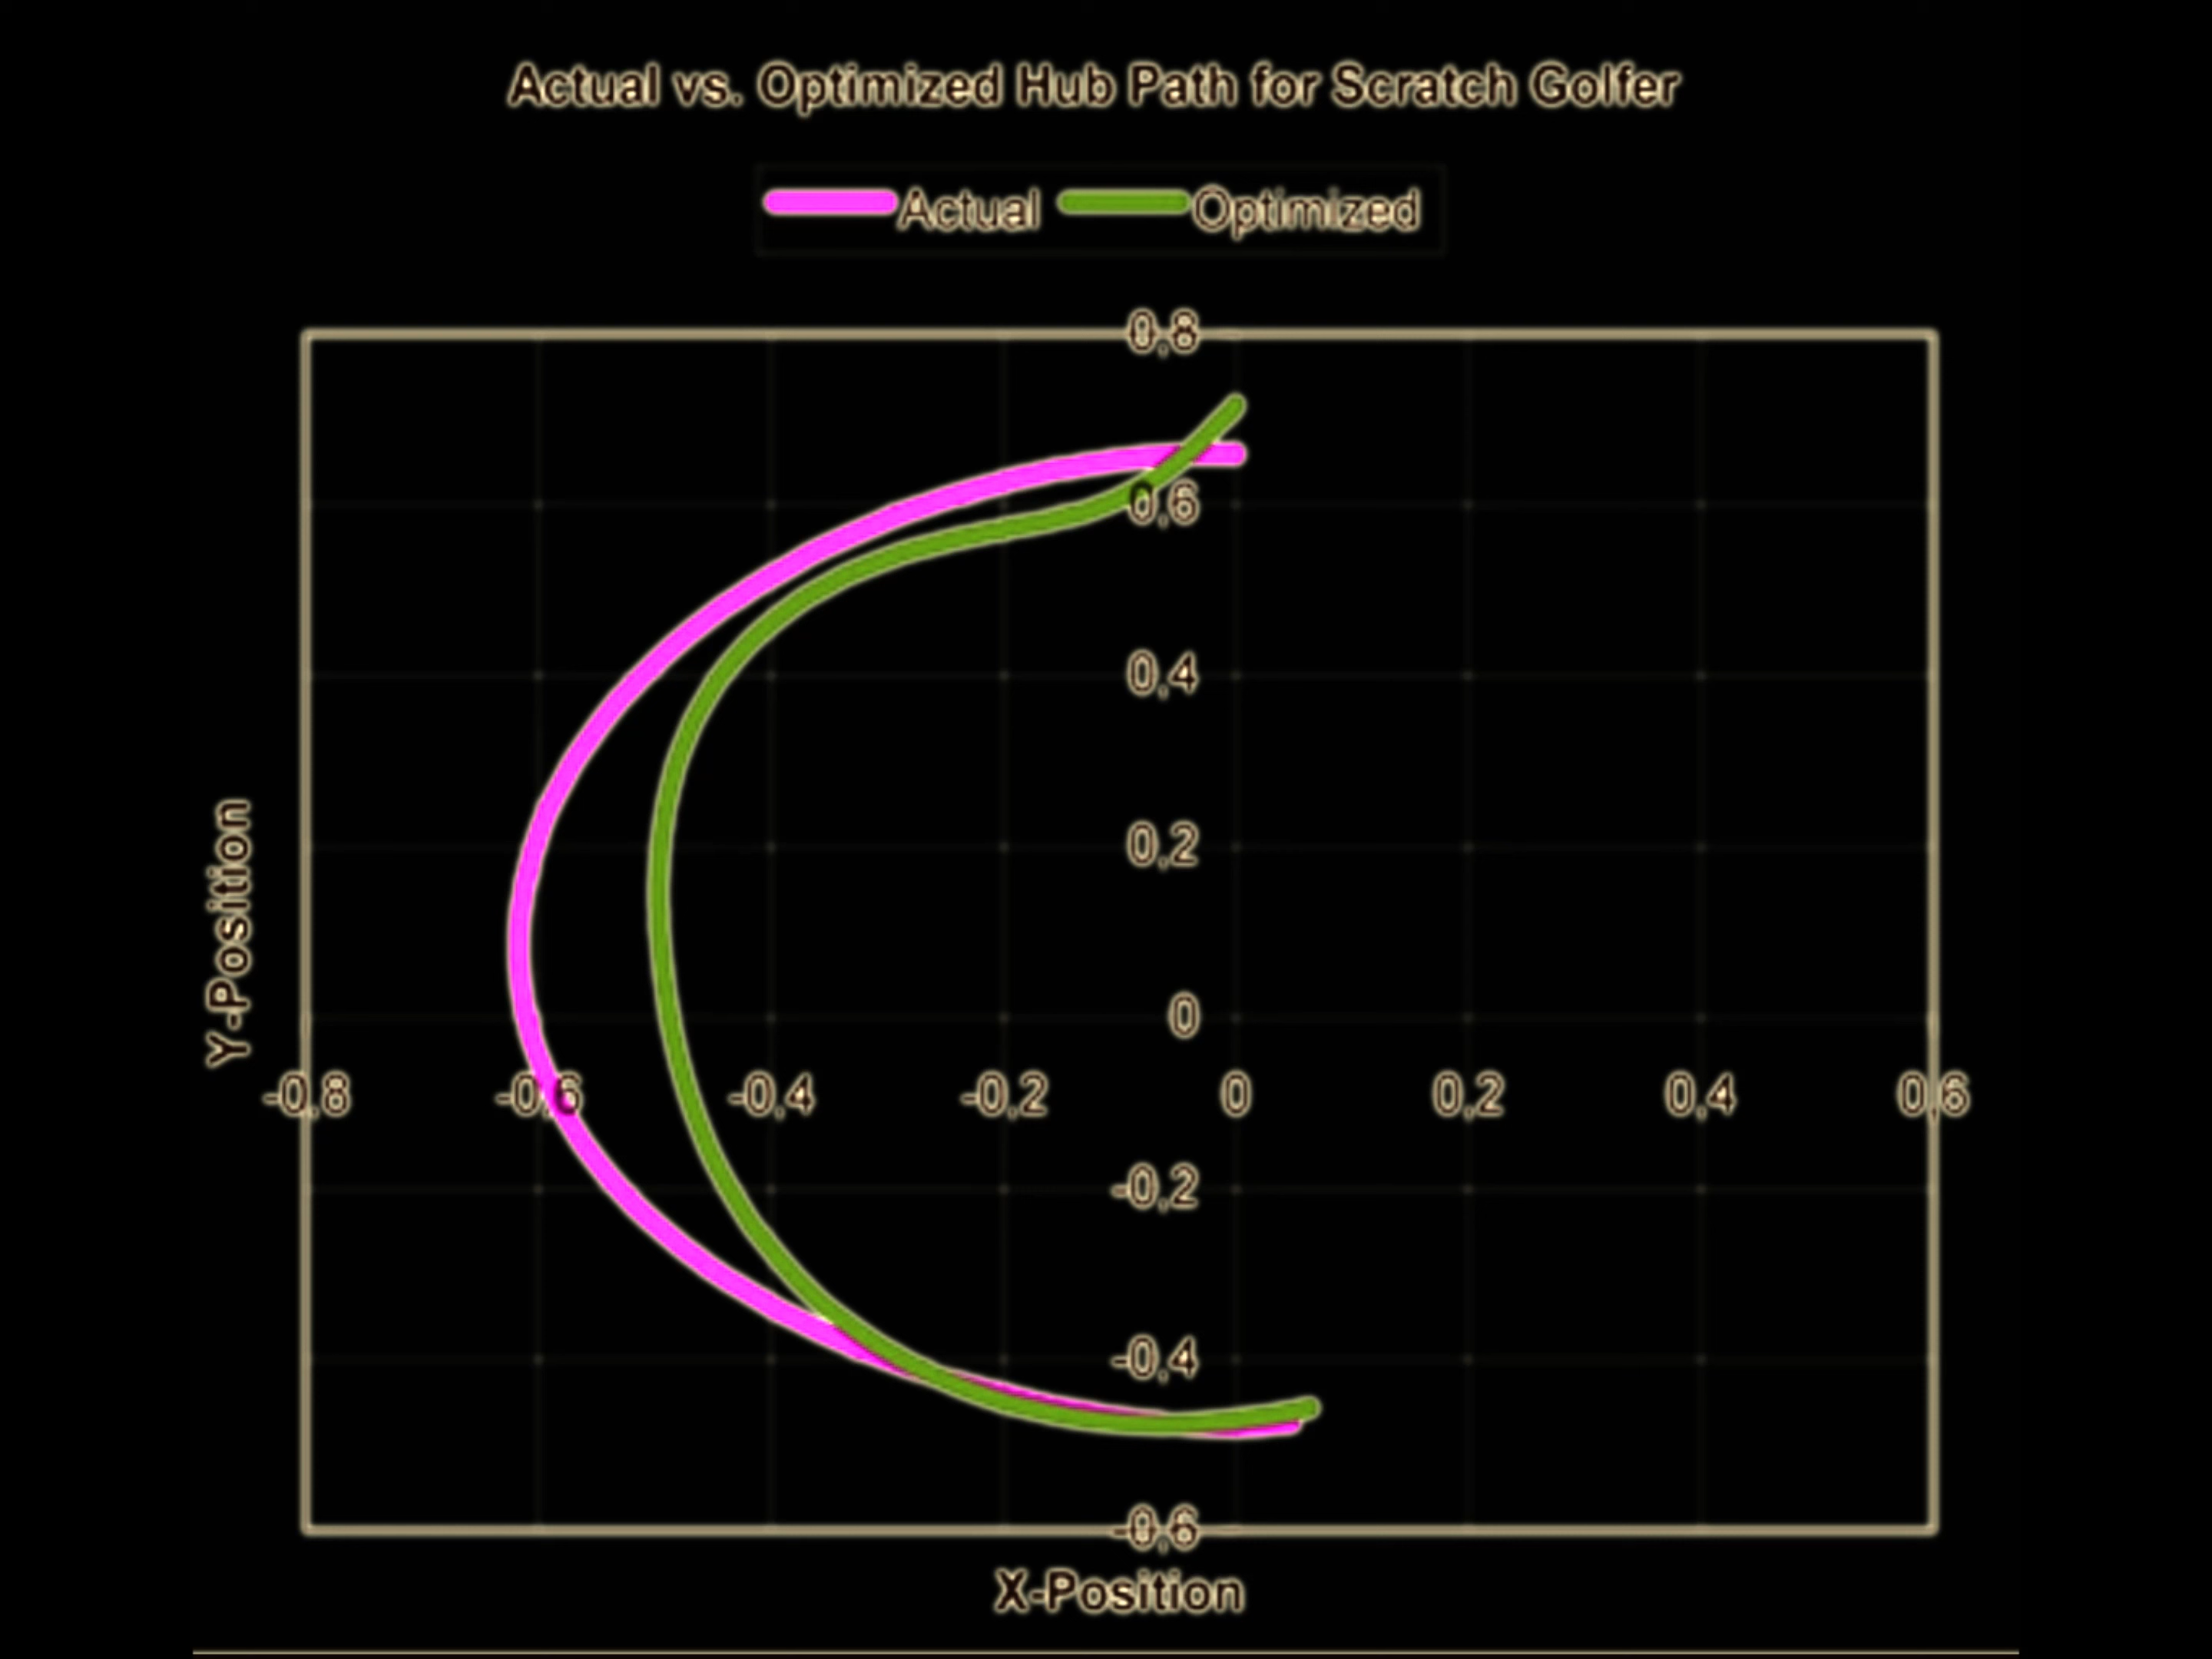 Actual vs. Optimized Hub Path for Scratch Golfer
Actual Optimized
0,8
0,6
0,4
0,2
0
-0,8 -0,6 -0,4 -0,2 0 0,2 0,4 0,6
-0,2
-0,4
-0,6
Y-Position
X-Position